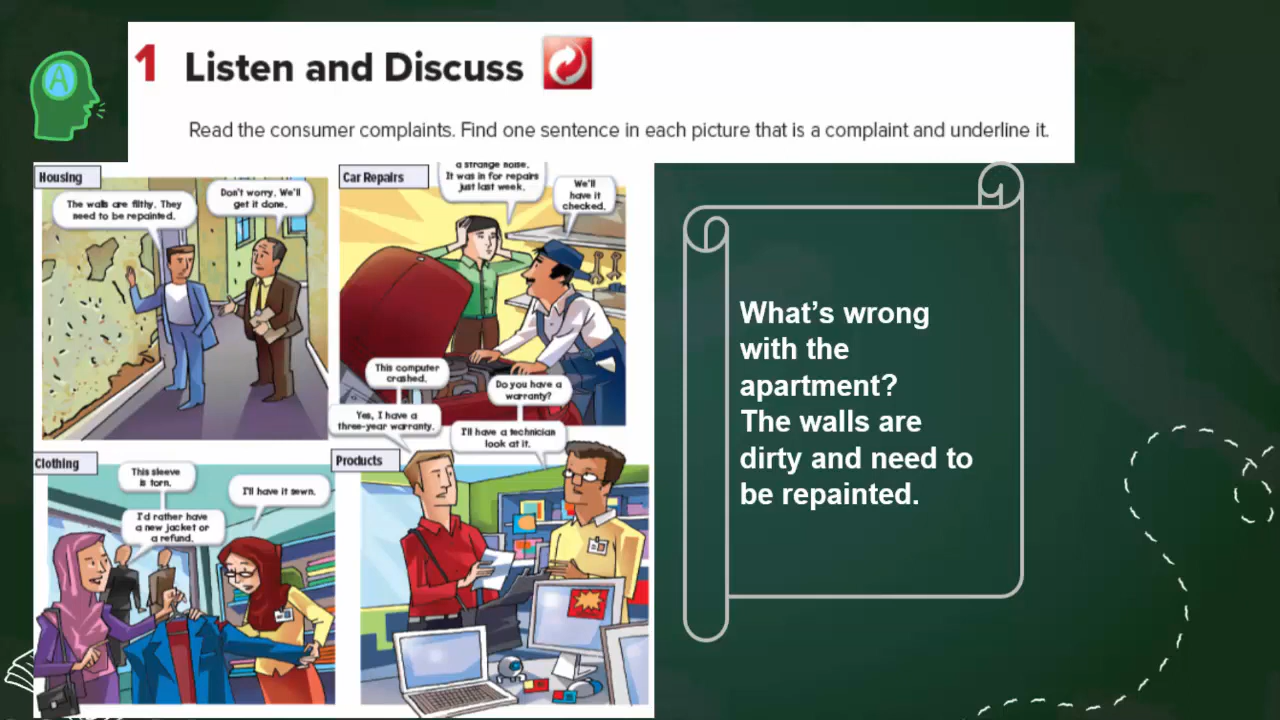 A
1 Listen and Discuss
Read the consumer complaints. Find one sentence in each picture that is a complaint and underline it.
Housing
The walls are filthy. They
need to be repainted.
Don't worry. We'll
get it done.
Car Repairs
a strange noise.
It was in for repairs
just last week.
We'll
have it
checked.
Clothing
This sleeve
is torn.
I'll have it sewn.
I'd rather have
a new jacket or
a refund.
Products
This computer
crashed.
Do you have a
warranty?
Yes, I have a
three-year warranty.
I'll have a technician
look at it.
What's wrong
with the
apartment?
The walls are
dirty and need to
be repainted.